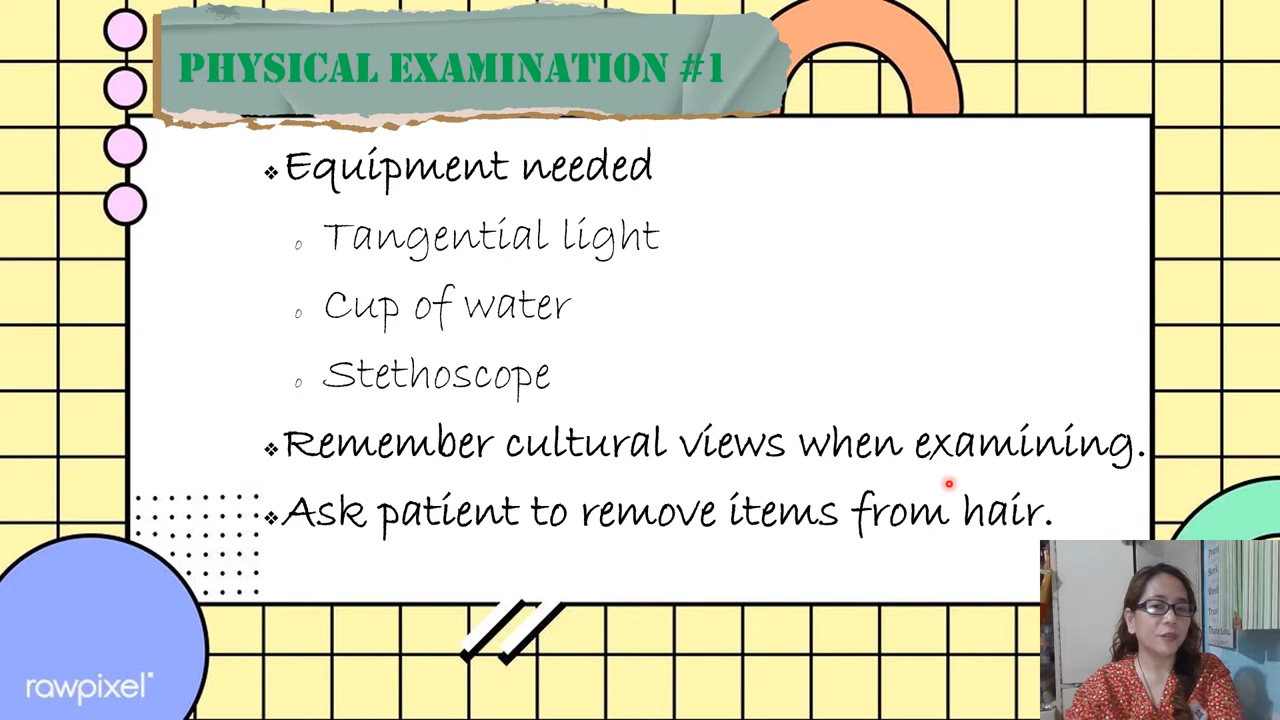 PHYSICAL EXAMINATION #1
Equipment needed
Tangential light
Cup of water
Stethoscope
Remember cultural views when examining.
Ask patient to remove items from hair.
rawpixel